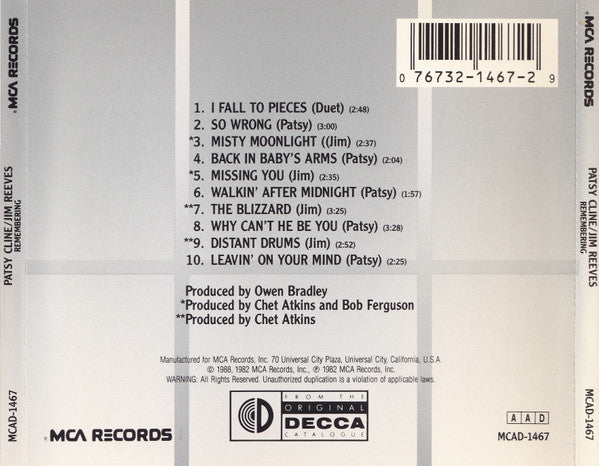 MCA RECORDS
PATSY CLINE/JIM REEVES
REMEMBERING
MCAD-1467
0 76732-1467-2 9
1. I FALL TO PIECES (Duet) (2:48)
2. SO WRONG (Patsy) (3:00)
*3. MISTY MOONLIGHT ((Jim) (2:37)
4. BACK IN BABY'S ARMS (Patsy) (2:04)
*5. MISSING YOU (Jim) (2:35)
6. WALKIN' AFTER MIDNIGHT (Patsy) (1:57)
**7. THE BLIZZARD (Jim) (3:25)
8. WHY CAN'T HE BE YOU (Patsy) (3:28)
**9. DISTANT DRUMS (Jim) (2:52)
10. LEAVIN' ON YOUR MIND (Patsy) (2:25)
Produced by Owen Bradley
*Produced by Chet Atkins and Bob Ferguson
**Produced by Chet Atkins
Manufactured for MCA Records, Inc. 70 Universal City Plaza, Universal City, California, U.S.A.
© 1988, 1982 MCA Records, Inc., ℗ 1982 MCA Records, Inc.
WARNING: All Rights Reserved. Unauthorized duplication is a violation of applicable laws.
MCA RECORDS
FROM THE
ORIGINAL
DECCA
CATALOGUE
AAD
MCAD-1467
MCA RECORDS
PATSY CLINE/JIM REEVES
REMEMBERING
MCAD-1467